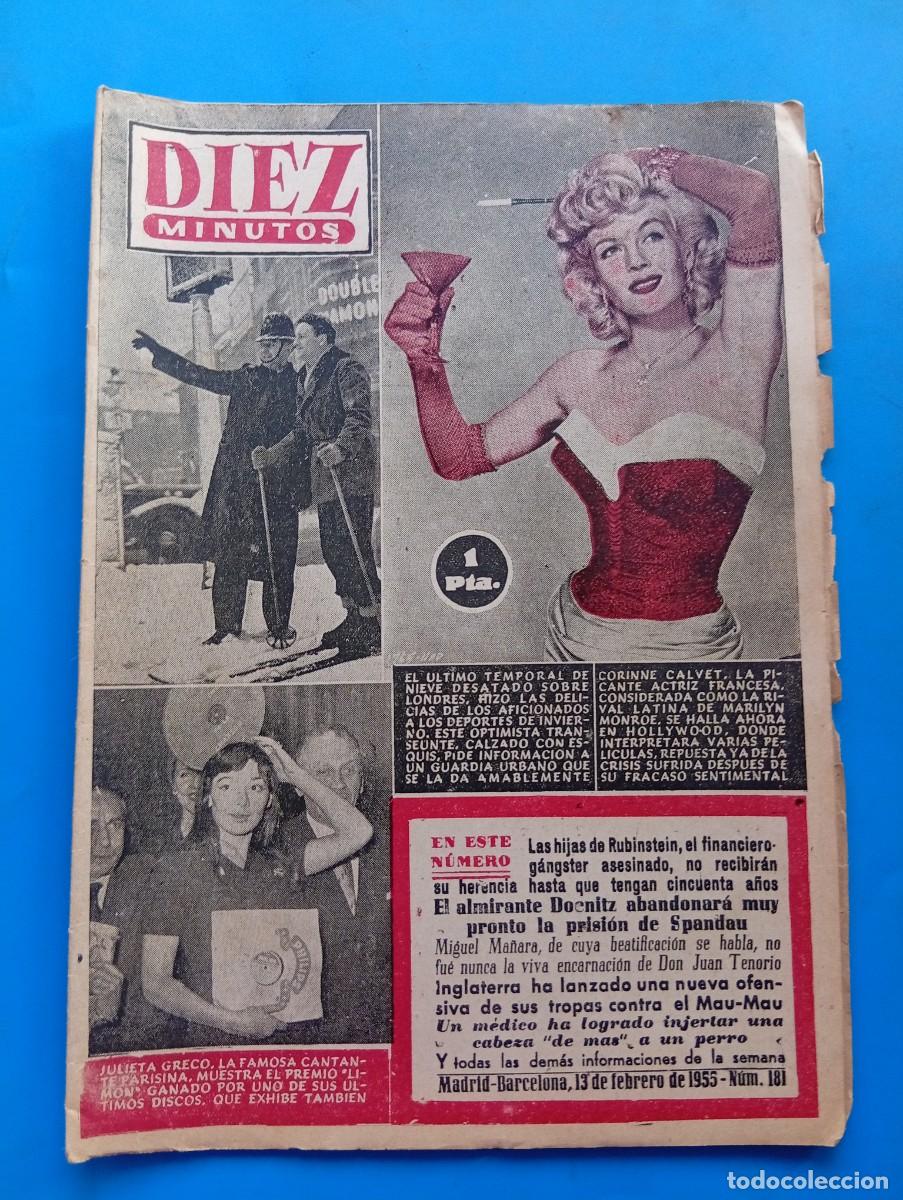 DIEZ
MINUTOS
DOUBLE
1
Pta.
EL ULTIMO TEMPORAL DE
NIEVE DESATADO SOBRE
LONDRES, HIZO LAS DELI-
CIAS DE LOS AFICIONADOS
A LOS DEPORTES DE INVIER-
NO. ESTE OPTIMISTA TRAN-
SEUNTE, CALZADO CON ES-
QUIS, PIDE INFORMACION A
UN GUARDIA URBANO QUE
SE LA DA AMABLEMENTE
CORINNE CALVET, LA PI-
CANTE ACTRIZ FRANCESA,
CONSIDERADA COMO LA RI-
VAL LATINA DE MARILYN
MONROE, SE HALLA AHORA
EN HOLLYWOOD, DONDE
INTERPRETARA VARIAS PE-
LICULAS, REPUESTA YA DE LA
CRISIS SUFRIDA DESPUES DE
SU FRACASO SENTIMENTAL
JULIETA GRECO, LA FAMOSA CANTAN-
TE PARISINA, MUESTRA EL PREMIO "LI-
MON", GANADO POR UNO DE SUS UL-
TIMOS DISCOS, QUE EXHIBE TAMBIEN
PHILIPS
EN ESTE
NÚMERO
Las hijas de Rubinstein, el financiero-
gángster asesinado, no recibirán
su herencia hasta que tengan cincuenta años
El almirante Doenitz abandonará muy
pronto la prisión de Spandau
Miguel Mañara, de cuya beatificación se habla, no
fué nunca la viva encarnación de Don Juan Tenorio
Inglaterra ha lanzado una nueva ofen-
siva de sus tropas contra el Mau-Mau
Un médico ha logrado injertar una
cabeza "de mas" a un perro
Y todas las demás informaciones de la semana
Madrid-Barcelona, 13 de febrero de 1955 - Núm. 181
todocoleccion